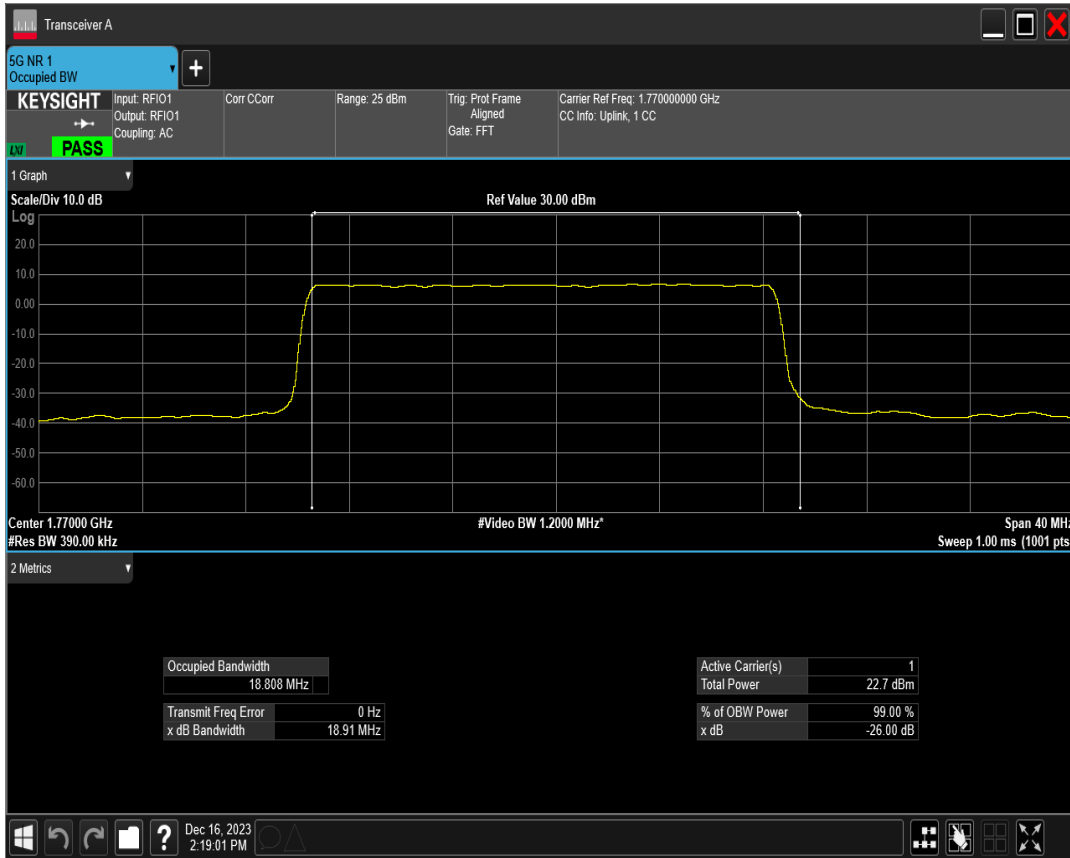 Transceiver A
5G NR 1
Occupied BW
KEYSIGHT
LXI
PASS
Input: RFIO1
Output: RFIO1
Coupling: AC
Corr CCorr
Range: 25 dBm
Trig: Prot Frame
Aligned
Gate: FFT
Carrier Ref Freq: 1.770000000 GHz
CC Info: Uplink, 1 CC
1 Graph
Scale/Div 10.0 dB
Ref Value 30.00 dBm
Log
20.0
10.0
0.00
-10.0
-20.0
-30.0
-40.0
-50.0
-60.0
Center 1.77000 GHz
#Video BW 1.2000 MHz*
Span 40 MHz
#Res BW 390.00 kHz
Sweep 1.00 ms (1001 pts
2 Metrics
Occupied Bandwidth
18.808 MHz
Transmit Freq Error 0 Hz
x dB Bandwidth 18.91 MHz
Active Carrier(s) 1
Total Power 22.7 dBm
% of OBW Power 99.00 %
x dB -26.00 dB
?
Dec 16, 2023
2:19:01 PM